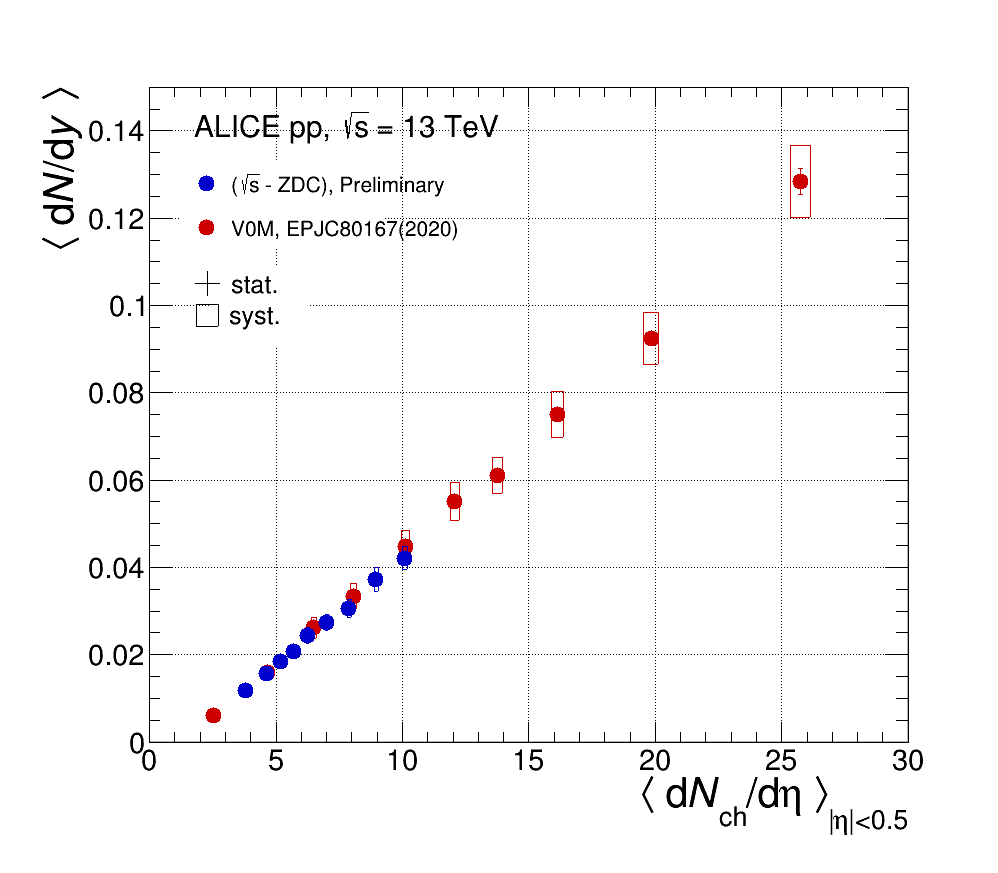 ⟨ dN/dy ⟩
ALICE pp, √s = 13 TeV
(√s - ZDC), Preliminary
V0M, EPJC80167(2020)
stat.
syst.
0.14
0.12
0.1
0.08
0.06
0.04
0.02
0
0 5 10 15 20 25 30
⟨ dN_ch/dη ⟩_|η|<0.5